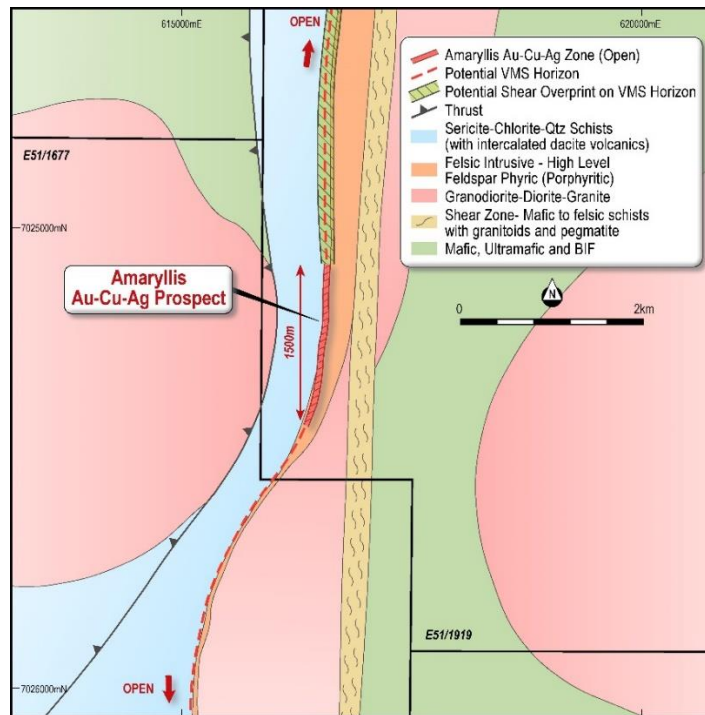 615000mE
620000mE
OPEN
Amaryllis Au-Cu-Ag Zone (Open)
Potential VMS Horizon
Potential Shear Overprint on VMS Horizon
Thrust
Sericite-Chlorite-Qtz Schists
(with intercalated dacite volcanics)
Felsic Intrusive - High Level
Feldspar Phyric (Porphyritic)
Granodiorite-Diorite-Granite
Shear Zone- Mafic to felsic schists
with granitoids and pegmatite
Mafic, Ultramafic and BIF
E51/1677
7025000mN
Amaryllis
Au-Cu-Ag Prospect
1500m
N
0
2km
E51/1919
7026000mN
OPEN